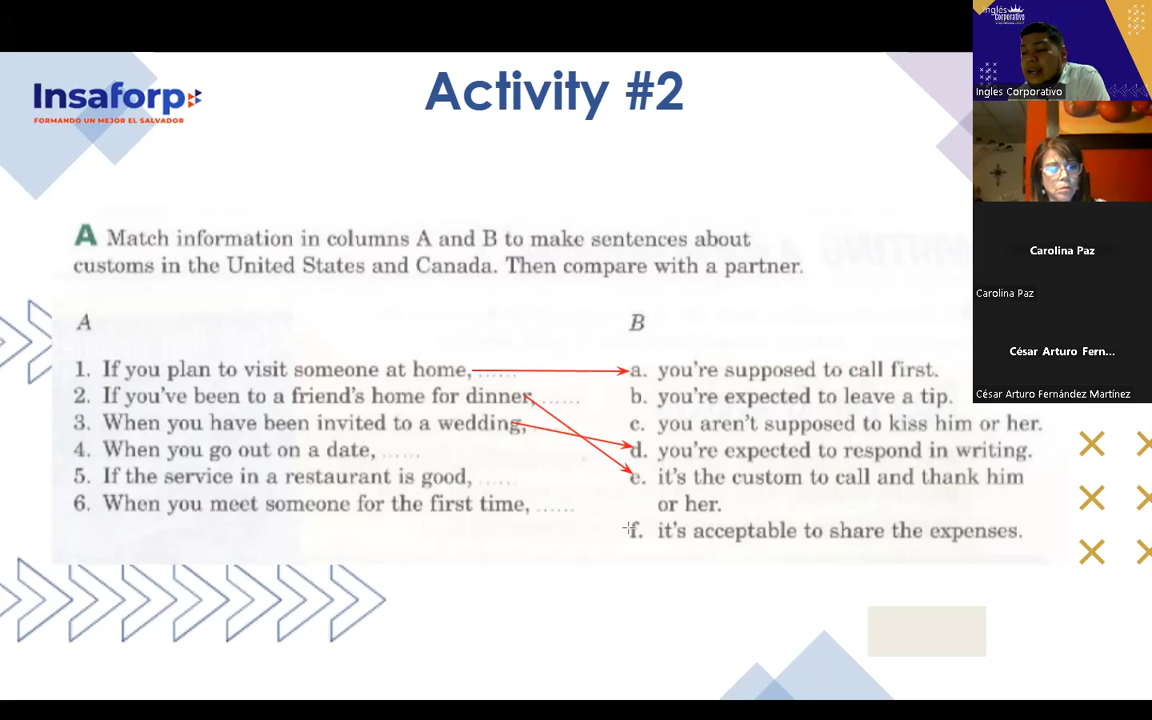 Insaforp
FORMANDO UN MEJOR EL SALVADOR
Activity #2
A Match information in columns A and B to make sentences about
customs in the United States and Canada. Then compare with a partner.
A
1. If you plan to visit someone at home, ......
2. If you've been to a friend's home for dinner, ......
3. When you have been invited to a wedding,
4. When you go out on a date, ......
5. If the service in a restaurant is good, ......
6. When you meet someone for the first time, ......
B
a. you're supposed to call first.
b. you're expected to leave a tip.
c. you aren't supposed to kiss him or her.
d. you're expected to respond in writing.
e. it's the custom to call and thank him
or her.
f. it's acceptable to share the expenses.
Inglés
Corporativo
Ingles Corporativo
Carolina Paz
Carolina Paz
César Arturo Fern...
César Arturo Fernández Martínez